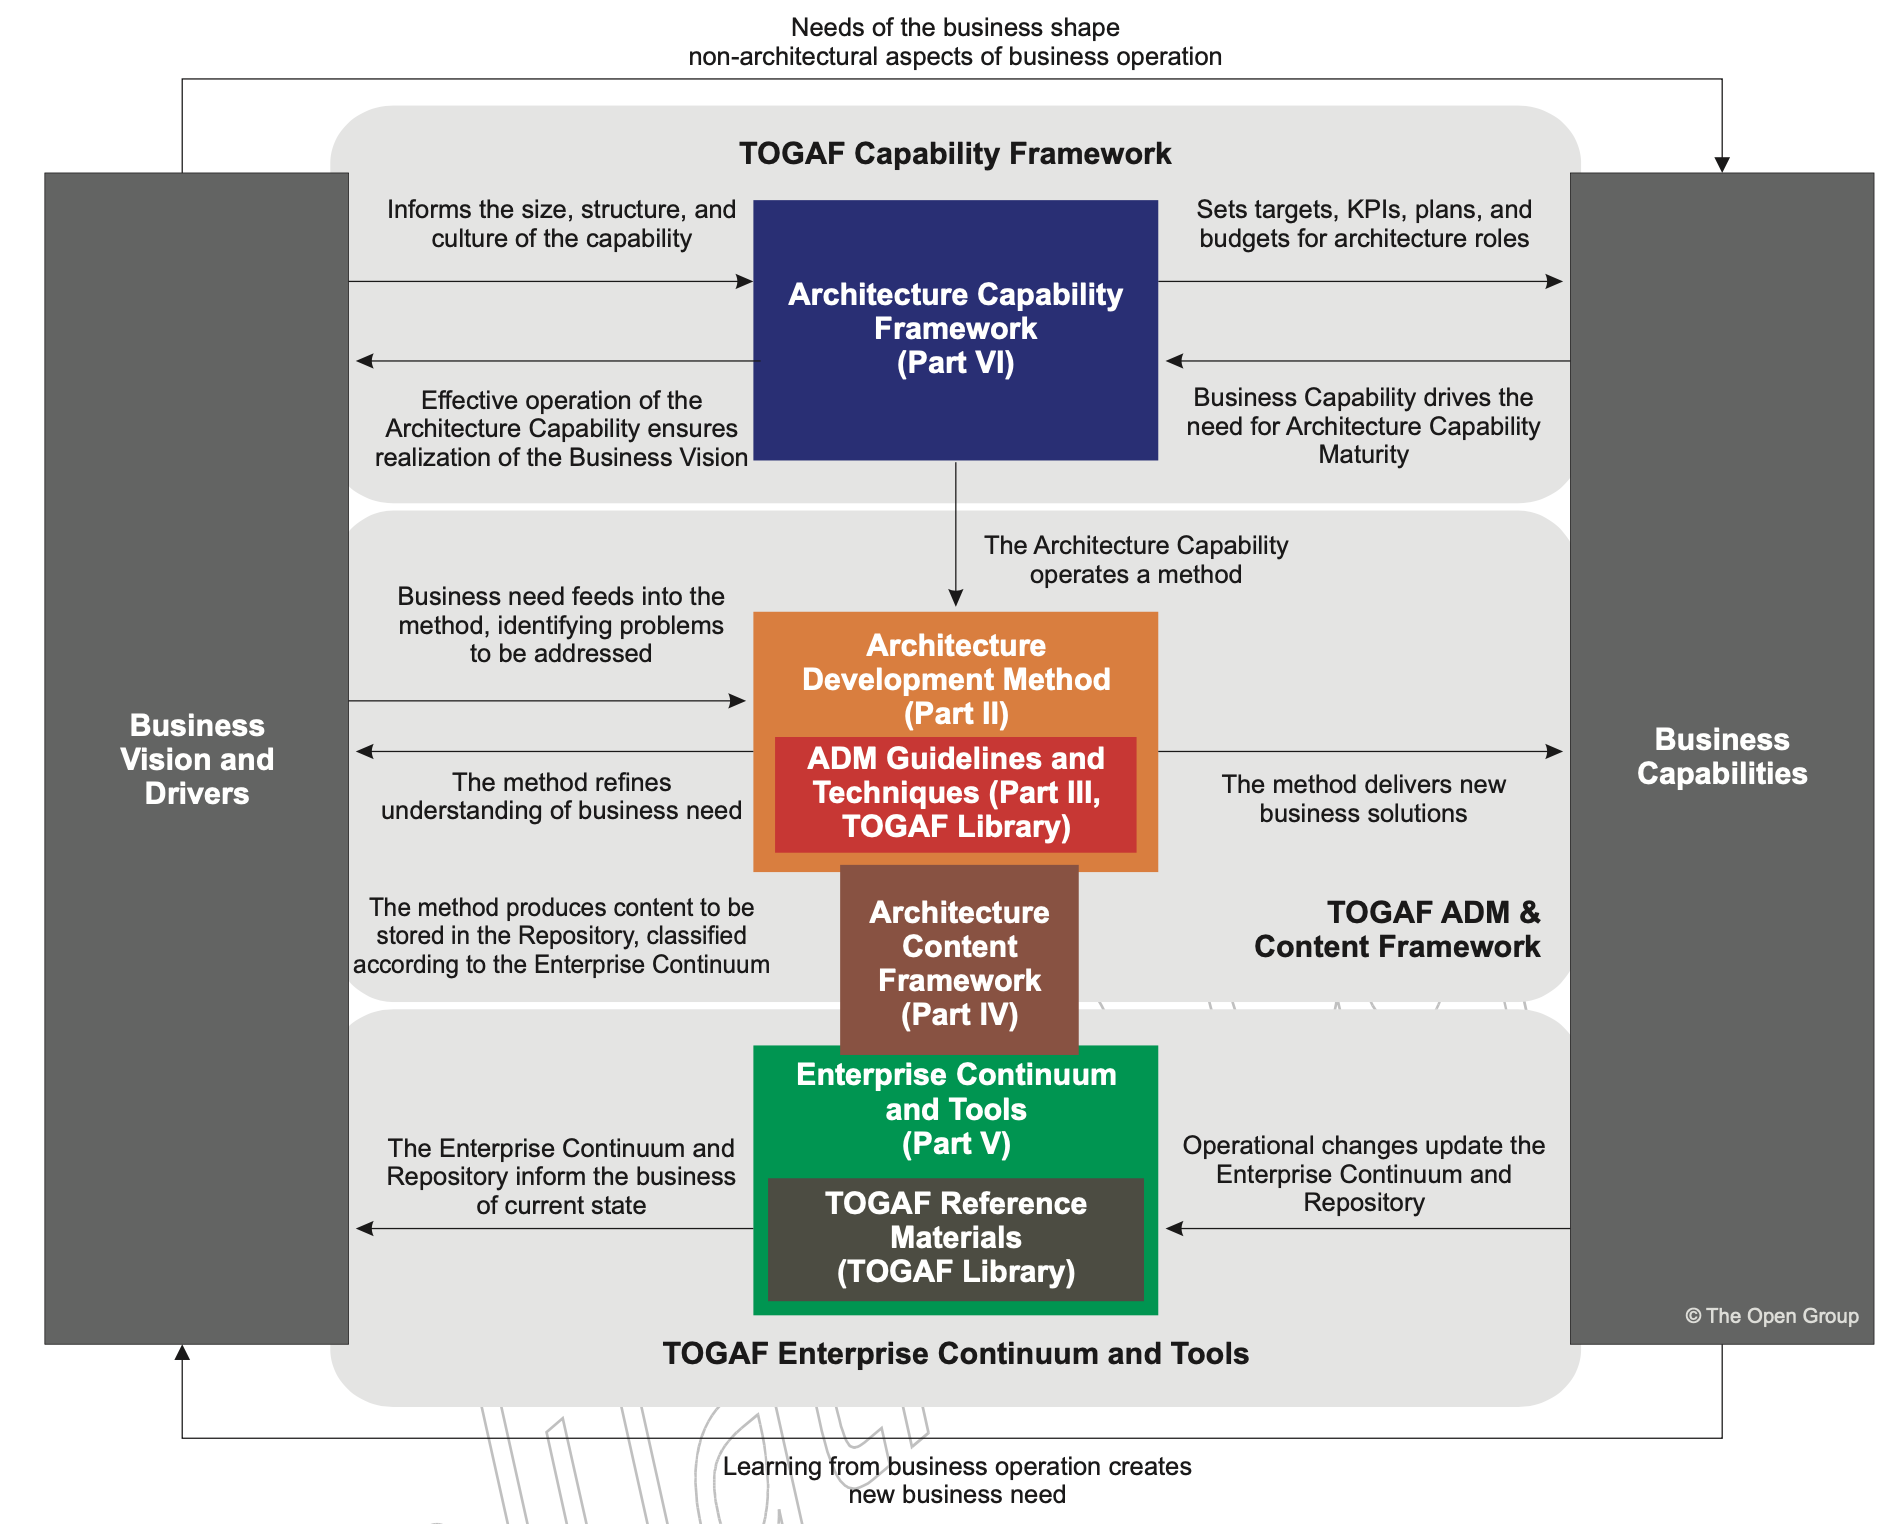 Needs of the business shape
non-architectural aspects of business operation
TOGAF Capability Framework
Informs the size, structure, and
culture of the capability
Architecture Capability
Framework
(Part VI)
Sets targets, KPIs, plans, and
budgets for architecture roles
Effective operation of the
Architecture Capability ensures
realization of the Business Vision
Business Capability drives the
need for Architecture Capability
Maturity
The Architecture Capability
operates a method
Business need feeds into the
method, identifying problems
to be addressed
Architecture
Development Method
(Part II)
ADM Guidelines and
Techniques (Part III,
TOGAF Library)
Business
Vision and
Drivers
Business
Capabilities
The method refines
understanding of business need
The method delivers new
business solutions
The method produces content to be
stored in the Repository, classified
according to the Enterprise Continuum
Architecture
Content
Framework
(Part IV)
TOGAF ADM &
Content Framework
Enterprise Continuum
and Tools
(Part V)
The Enterprise Continuum and
Repository inform the business
of current state
TOGAF Reference
Materials
(TOGAF Library)
Operational changes update the
Enterprise Continuum and
Repository
© The Open Group
TOGAF Enterprise Continuum and Tools
Learning from business operation creates
new business need